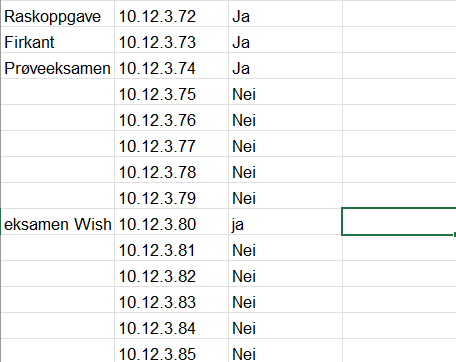 Raskoppgave 10.12.3.72 Ja
Firkant 10.12.3.73 Ja
Prøveeksamen 10.12.3.74 Ja
10.12.3.75 Nei
10.12.3.76 Nei
10.12.3.77 Nei
10.12.3.78 Nei
10.12.3.79 Nei
eksamen Wish 10.12.3.80 ja
10.12.3.81 Nei
10.12.3.82 Nei
10.12.3.83 Nei
10.12.3.84 Nei
10.12.3.85 Nei